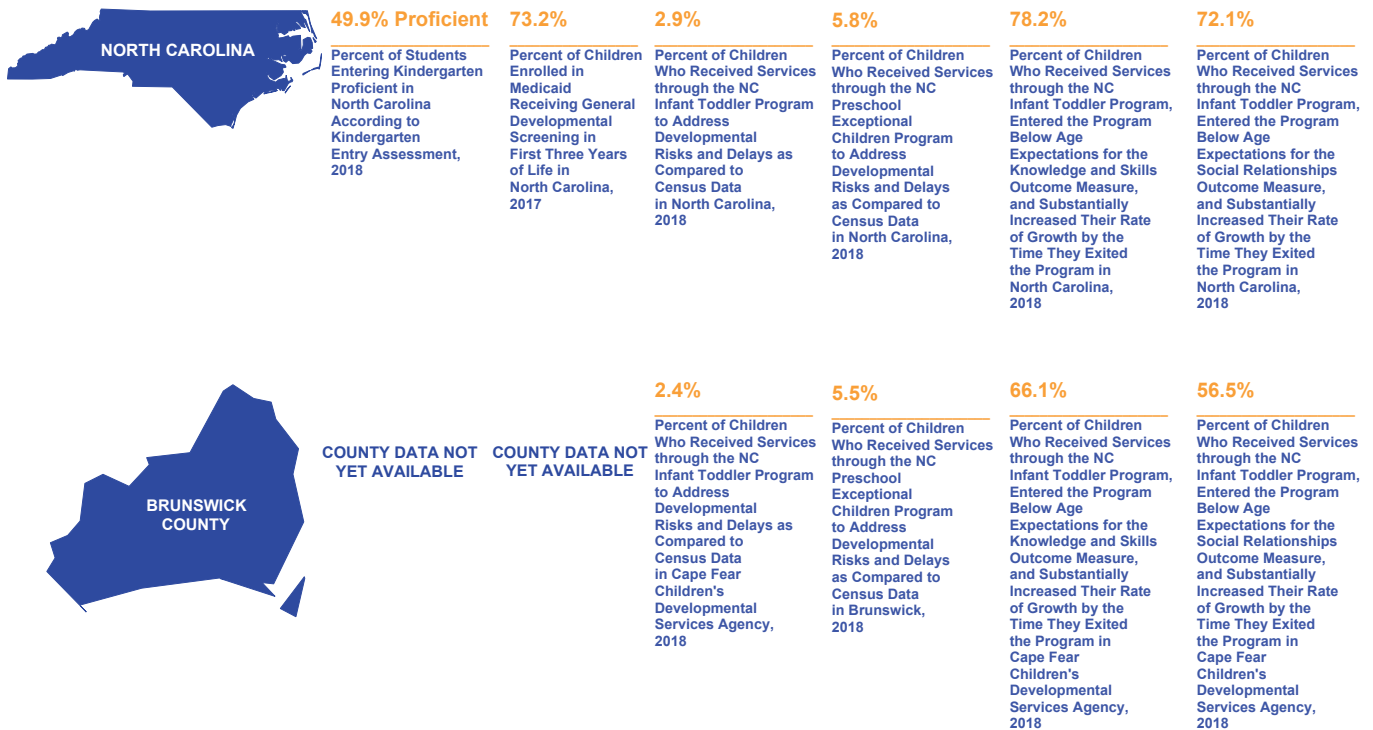 NORTH CAROLINA
49.9% Proficient
Percent of Students
Entering Kindergarten
Proficient in
North Carolina
According to
Kindergarten
Entry Assessment,
2018
73.2%
Percent of Children
Enrolled in
Medicaid
Receiving General
Developmental
Screening in
First Three Years
of Life in
North Carolina,
2017
2.9%
Percent of Children
Who Received Services
through the NC
Infant Toddler Program
to Address
Developmental
Risks and Delays as
Compared to
Census Data
in North Carolina,
2018
5.8%
Percent of Children
Who Received Services
through the NC
Preschool
Exceptional
Children Program
to Address
Developmental
Risks and Delays
as Compared to
Census Data
in North Carolina,
2018
78.2%
Percent of Children
Who Received Services
through the NC
Infant Toddler Program,
Entered the Program
Below Age
Expectations for the
Knowledge and Skills
Outcome Measure,
and Substantially
Increased Their Rate
of Growth by the
Time They Exited
the Program in
North Carolina,
2018
72.1%
Percent of Children
Who Received Services
through the NC
Infant Toddler Program,
Entered the Program
Below Age
Expectations for the
Social Relationships
Outcome Measure,
and Substantially
Increased Their Rate
of Growth by the
Time They Exited
the Program in
North Carolina,
2018
BRUNSWICK
COUNTY
COUNTY DATA NOT
YET AVAILABLE
COUNTY DATA NOT
YET AVAILABLE
2.4%
Percent of Children
Who Received Services
through the NC
Infant Toddler Program
to Address
Developmental
Risks and Delays as
Compared to
Census Data
in Cape Fear
Children's
Developmental
Services Agency,
2018
5.5%
Percent of Children
Who Received Services
through the NC
Preschool
Exceptional
Children Program
to Address
Developmental
Risks and Delays
as Compared to
Census Data
in Brunswick,
2018
66.1%
Percent of Children
Who Received Services
through the NC
Infant Toddler Program,
Entered the Program
Below Age
Expectations for the
Knowledge and Skills
Outcome Measure,
and Substantially
Increased Their Rate
of Growth by the
Time They Exited
the Program in
Cape Fear
Children's
Developmental
Services Agency,
2018
56.5%
Percent of Children
Who Received Services
through the NC
Infant Toddler Program,
Entered the Program
Below Age
Expectations for the
Social Relationships
Outcome Measure,
and Substantially
Increased Their Rate
of Growth by the
Time They Exited
the Program in
Cape Fear
Children's
Developmental
Services Agency,
2018